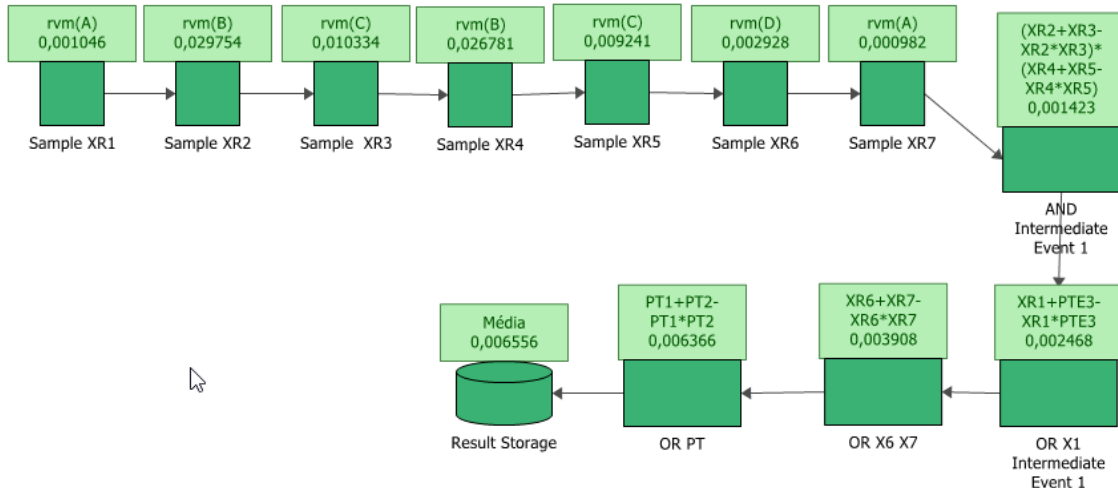 rvm(A)
0,001046
Sample XR1
rvm(B)
0,029754
Sample XR2
rvm(C)
0,010334
Sample XR3
rvm(B)
0,026781
Sample XR4
rvm(C)
0,009241
Sample XR5
rvm(D)
0,002928
Sample XR6
rvm(A)
0,000982
Sample XR7
(XR2+XR3-
XR2*XR3)*
(XR4+XR5-
XR4*XR5)
0,001423
AND
Intermediate
Event 1
Média
0,006556
Result Storage
PT1+PT2-
PT1*PT2
0,006366
OR PT
XR6+XR7-
XR6*XR7
0,003908
OR X6 X7
XR1+PTE3-
XR1*PTE3
0,002468
OR X1
Intermediate
Event 1